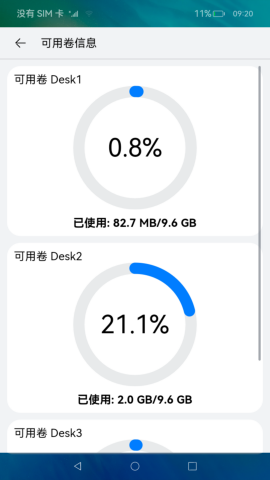 没有 SIM 卡 11% 09:20
可用卷信息
可用卷 Desk1
0.8%
已使用: 82.7 MB/9.6 GB
可用卷 Desk2
21.1%
已使用: 2.0 GB/9.6 GB
可用卷 Desk3